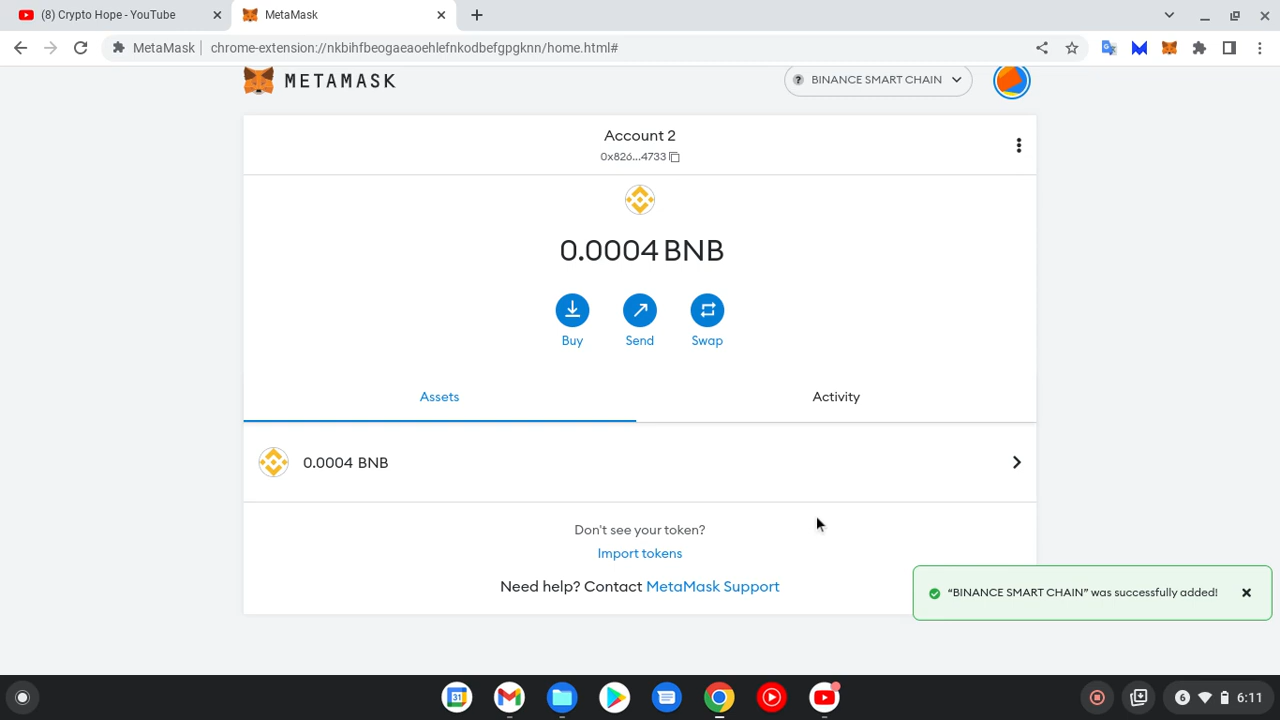 (8) Crypto Hope - YouTube
MetaMask
MetaMask
chrome-extension://nkbihfbeogaeaoehlefnkodbefgpgknn/home.html#
METAMASK
? BINANCE SMART CHAIN
Account 2
0x826...4733
0.0004 BNB
Buy
Send
Swap
Assets
Activity
0.0004 BNB
Don't see your token?
Import tokens
Need help? Contact MetaMask Support
“BINANCE SMART CHAIN” was successfully added!
31
6
6:11